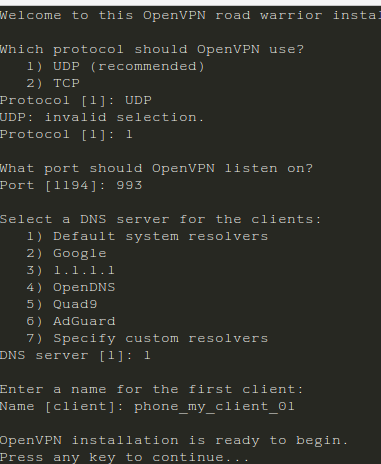 Welcome to this OpenVPN road warrior instal
Which protocol should OpenVPN use?
1) UDP (recommended)
2) TCP
Protocol [1]: UDP
UDP: invalid selection.
Protocol [1]: 1
What port should OpenVPN listen on?
Port [1194]: 993
Select a DNS server for the clients:
1) Default system resolvers
2) Google
3) 1.1.1.1
4) OpenDNS
5) Quad9
6) AdGuard
7) Specify custom resolvers
DNS server [1]: 1
Enter a name for the first client:
Name [client]: phone_my_client_01
OpenVPN installation is ready to begin.
Press any key to continue...